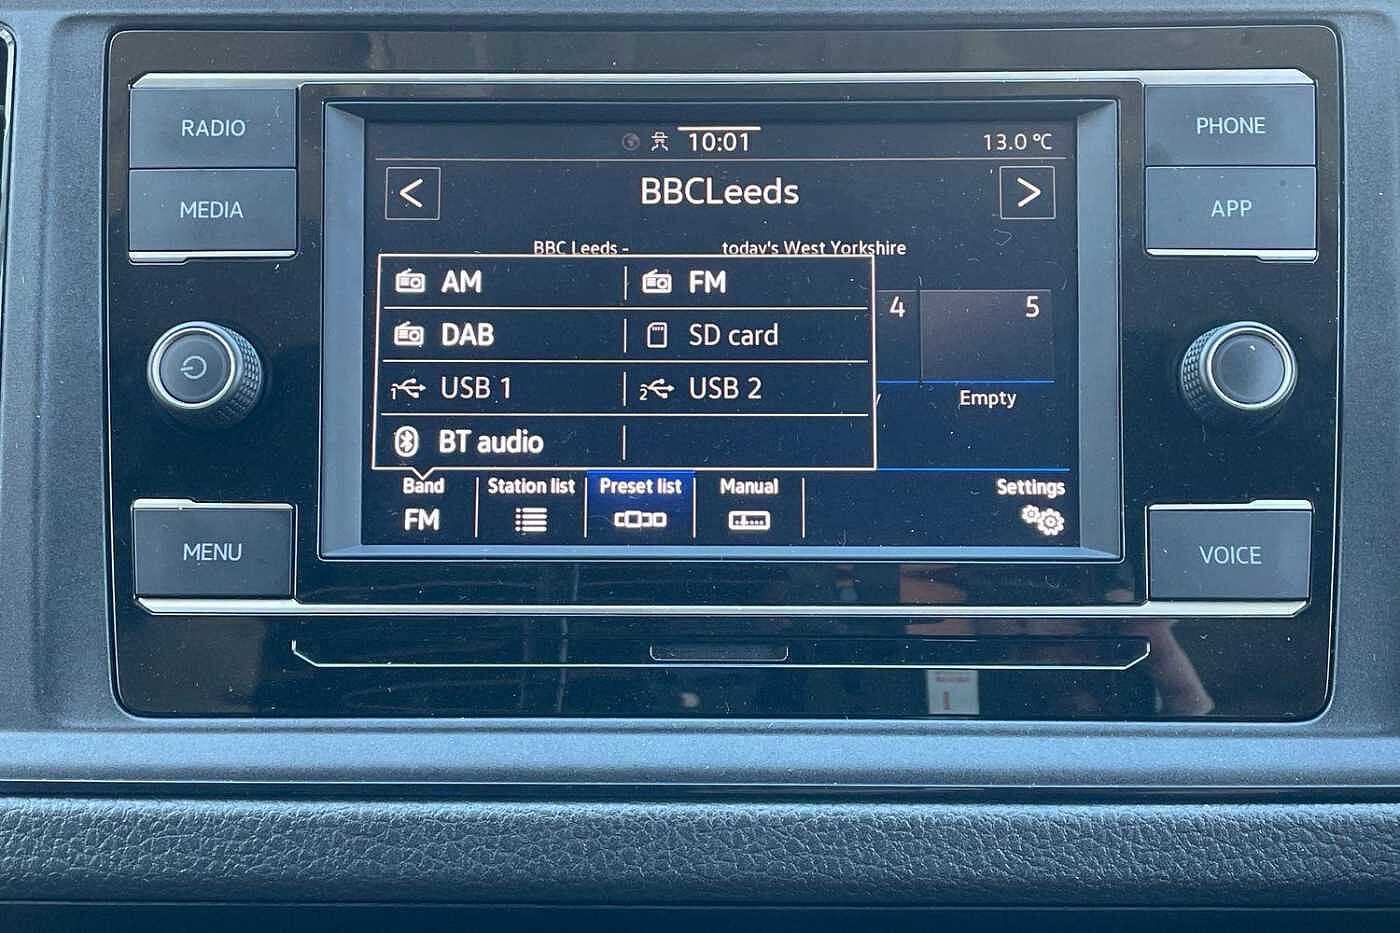 RADIO
MEDIA
MENU
10:01
13.0 °C
<
BBCLeeds
>
BBC Leeds - today's West Yorkshire
AM
FM
DAB
SD card
1 USB 1
2 USB 2
BT audio
4
5
Empty
Band
FM
Station list
Preset list
Manual
Settings
PHONE
APP
VOICE